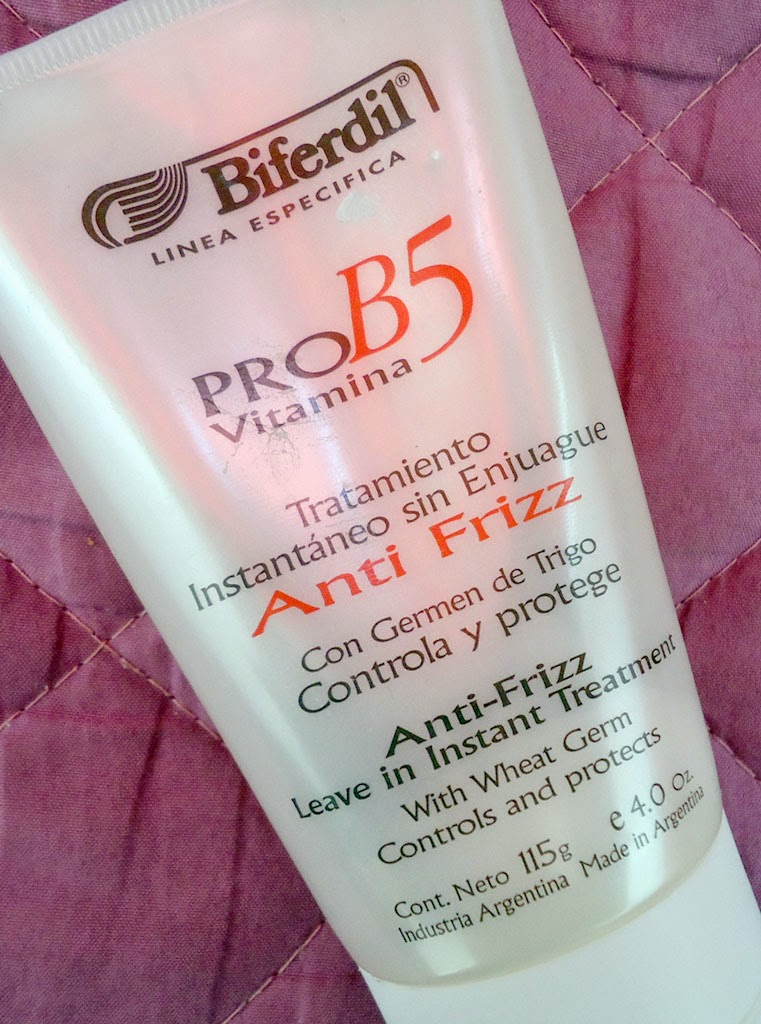 Biferdil®
LINEA ESPECIFICA
PRO B5
Vitamina
Tratamiento
Instantáneo sin Enjuague
Anti Frizz
Con Germen de Trigo
Controla y protege
Anti-Frizz
Leave in Instant Treatment
With Wheat Germ
Controls and protects
Cont. Neto 115g e 4.0 Oz.
Industria Argentina Made in Argentina